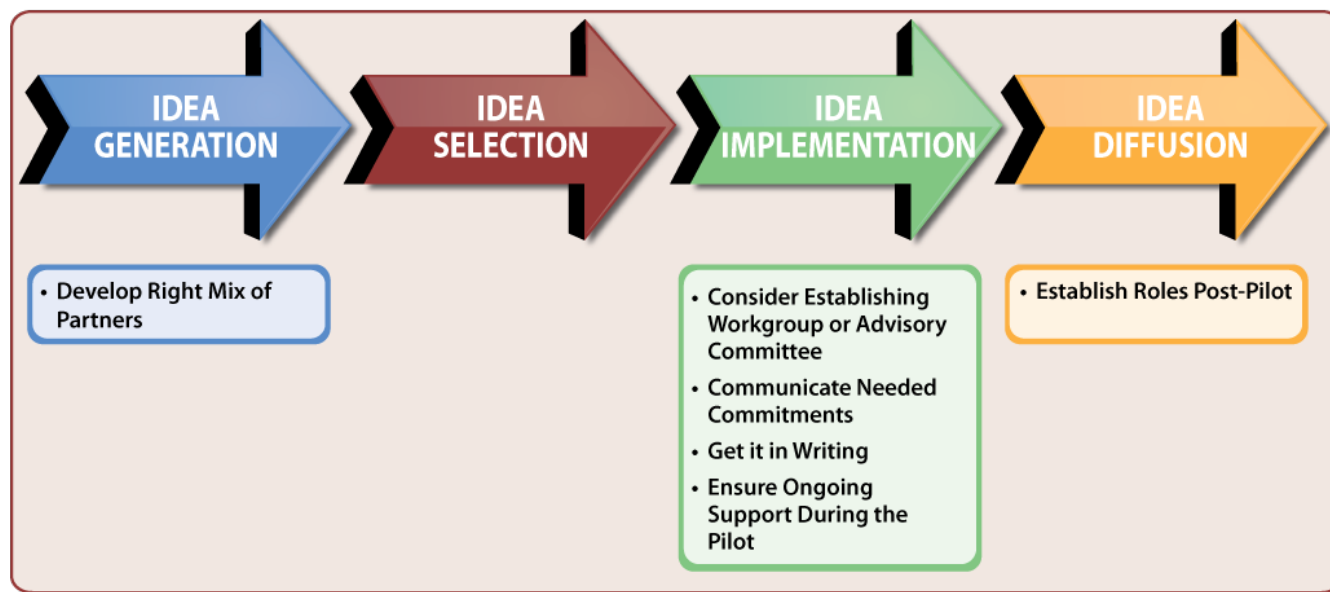 IDEA
GENERATION
IDEA
SELECTION
IDEA
IMPLEMENTATION
IDEA
DIFFUSION
• Develop Right Mix of
Partners
• Consider Establishing
Workgroup or Advisory
Committee
• Communicate Needed
Commitments
• Get it in Writing
• Ensure Ongoing
Support During the
Pilot
• Establish Roles Post-Pilot